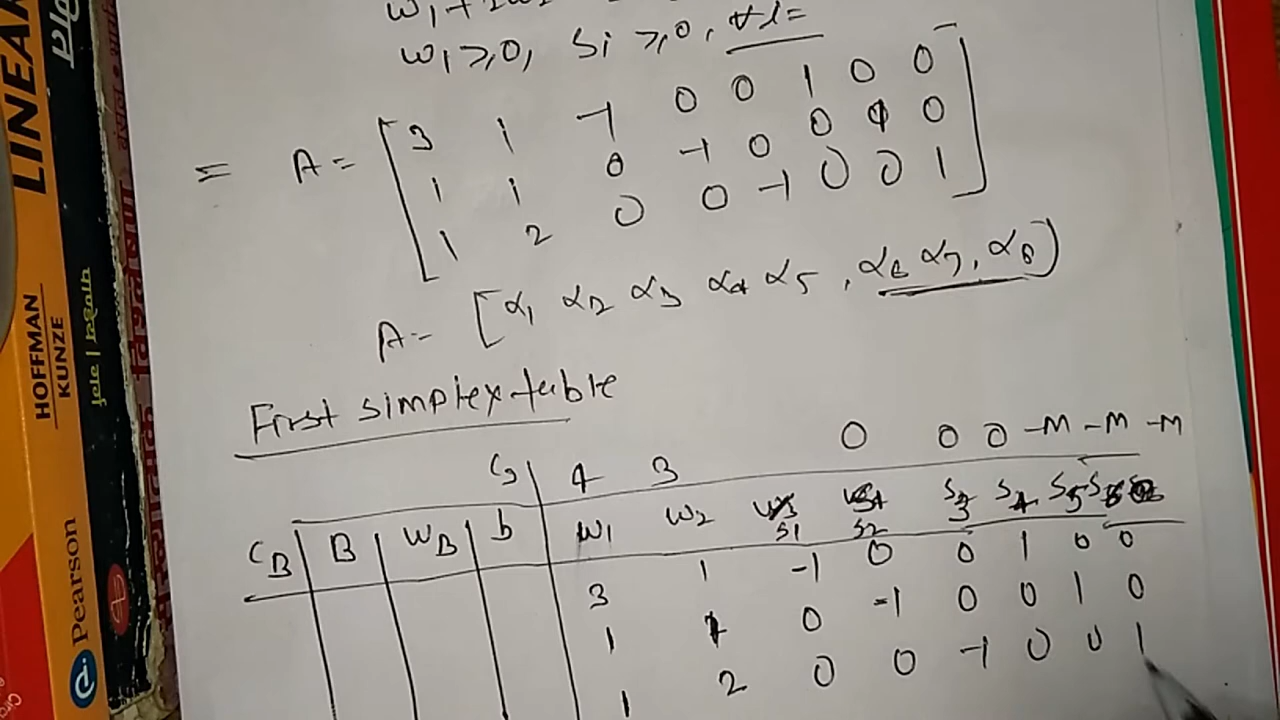 w1 + 2w2
w1 ≥ 0, Si ≥ 0, ∀ i =
= A = [ 3 1 -1 0 0 1 0 0
1 1 0 -1 0 0 1 0
1 2 0 0 -1 0 0 1 ]
A = [ α1 α2 α3 α4 α5, α6 α7, α8 )
First simplex table
0 0 0 -M -M -M
Cj 4 3
CB B WB b W1 W2 S1 S2 S3 S4 S5 S6
3 1 -1 0 0 1 0 0
1 1 0 -1 0 0 1 0
1 2 0 0 -1 0 0 1
LINEAR
HOFFMAN
KUNZE
Pearson